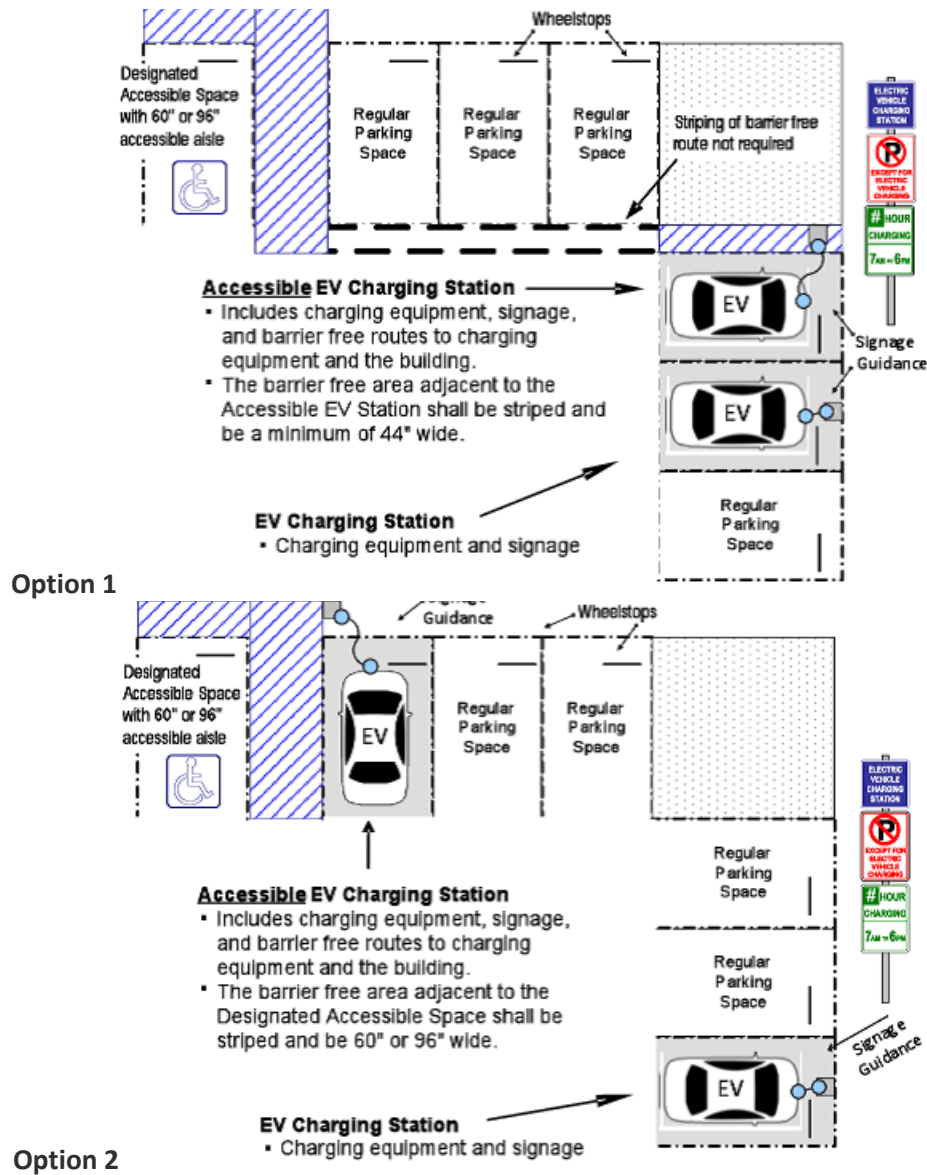 Wheelstops
Designated
Accessible Space
with 60" or 96"
accessible aisle
Regular
Parking
Space
Regular
Parking
Space
Regular
Parking
Space
Striping of barrier free
route not required
ELECTRIC
VEHICLE
CHARGING
STATION
P
EXCEPT FOR
ELECTRIC
VEHICLE
CHARGING
# HOUR
CHARGING
7AM TO 6PM
Accessible EV Charging Station
▪ Includes charging equipment, signage,
and barrier free routes to charging
equipment and the building.
▪ The barrier free area adjacent to the
Accessible EV Station shall be striped and
be a minimum of 44" wide.
EV
Signage
Guidance
EV
EV Charging Station
▪ Charging equipment and signage
Regular
Parking
Space
Option 1
Signage
Guidance
Wheelstops
Designated
Accessible Space
with 60" or 96"
accessible aisle
EV
Regular
Parking
Space
Regular
Parking
Space
ELECTRIC
VEHICLE
CHARGING
STATION
P
EXCEPT FOR
ELECTRIC
VEHICLE
CHARGING
# HOUR
CHARGING
7AM TO 6PM
Accessible EV Charging Station
▪ Includes charging equipment, signage,
and barrier free routes to charging
equipment and the building.
▪ The barrier free area adjacent to the
Designated Accessible Space shall be
striped and be 60" or 96" wide.
Regular
Parking
Space
Regular
Parking
Space
Signage
Guidance
EV
EV Charging Station
▪ Charging equipment and signage
Option 2